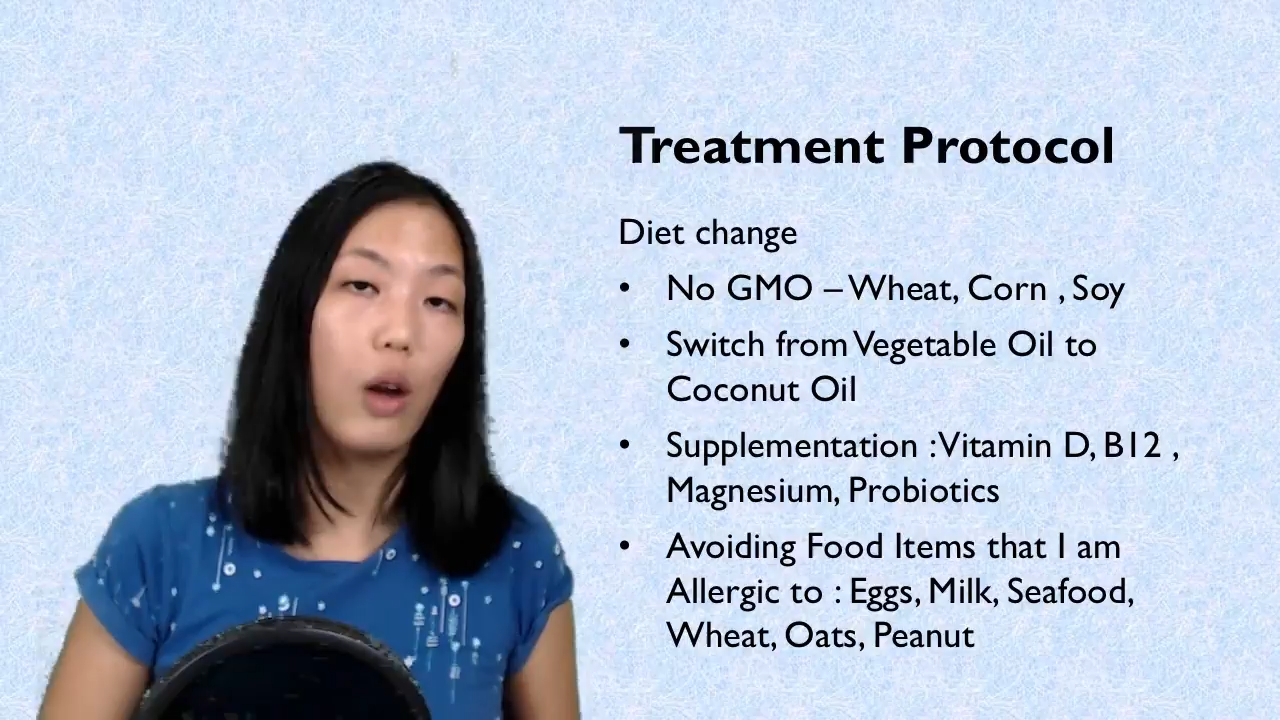 Treatment Protocol
Diet change
• No GMO – Wheat, Corn , Soy
• Switch from Vegetable Oil to
Coconut Oil
• Supplementation : Vitamin D, B12 ,
Magnesium, Probiotics
• Avoiding Food Items that I am
Allergic to : Eggs, Milk, Seafood,
Wheat, Oats, Peanut